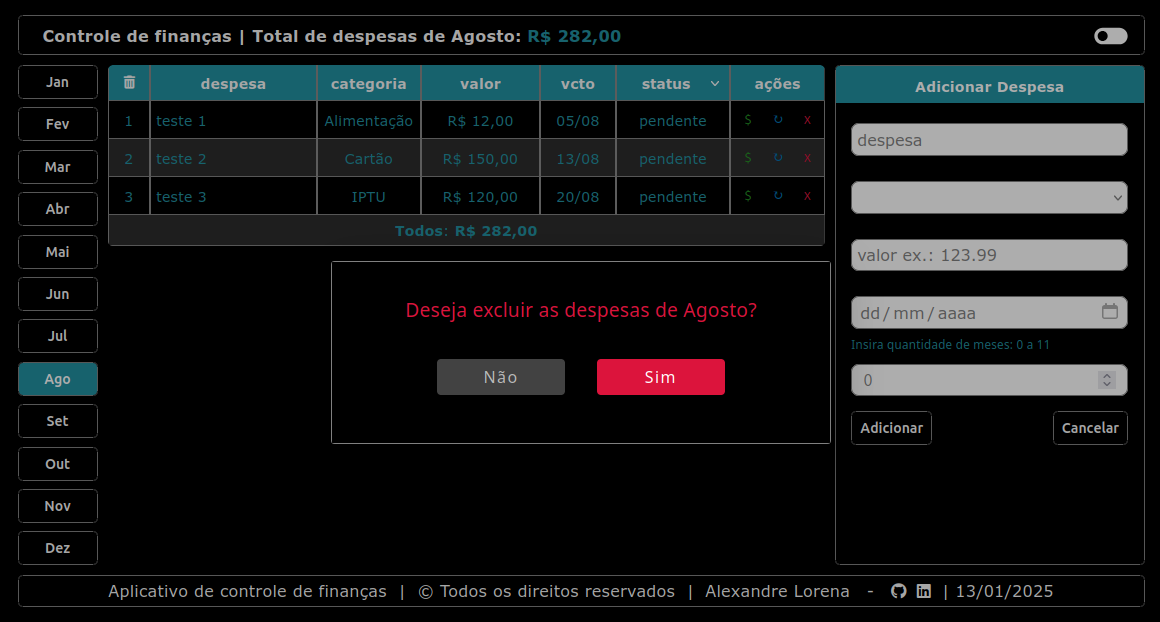 Controle de finanças | Total de despesas de Agosto: R$ 282,00
Jan
Fev
Mar
Abr
Mai
Jun
Jul
Ago
Set
Out
Nov
Dez
despesa categoria valor vcto status ações
1 teste 1 Alimentação R$ 12,00 05/08 pendente $ ↻ x
2 teste 2 Cartão R$ 150,00 13/08 pendente $ ↻ x
3 teste 3 IPTU R$ 120,00 20/08 pendente $ ↻ x
Todos: R$ 282,00
Deseja excluir as despesas de Agosto?
Não Sim
Adicionar Despesa
despesa
valor ex.: 123.99
dd/mm/aaaa
Insira quantidade de meses: 0 a 11
0
Adicionar Cancelar
Aplicativo de controle de finanças | © Todos os direitos reservados | Alexandre Lorena - | 13/01/2025